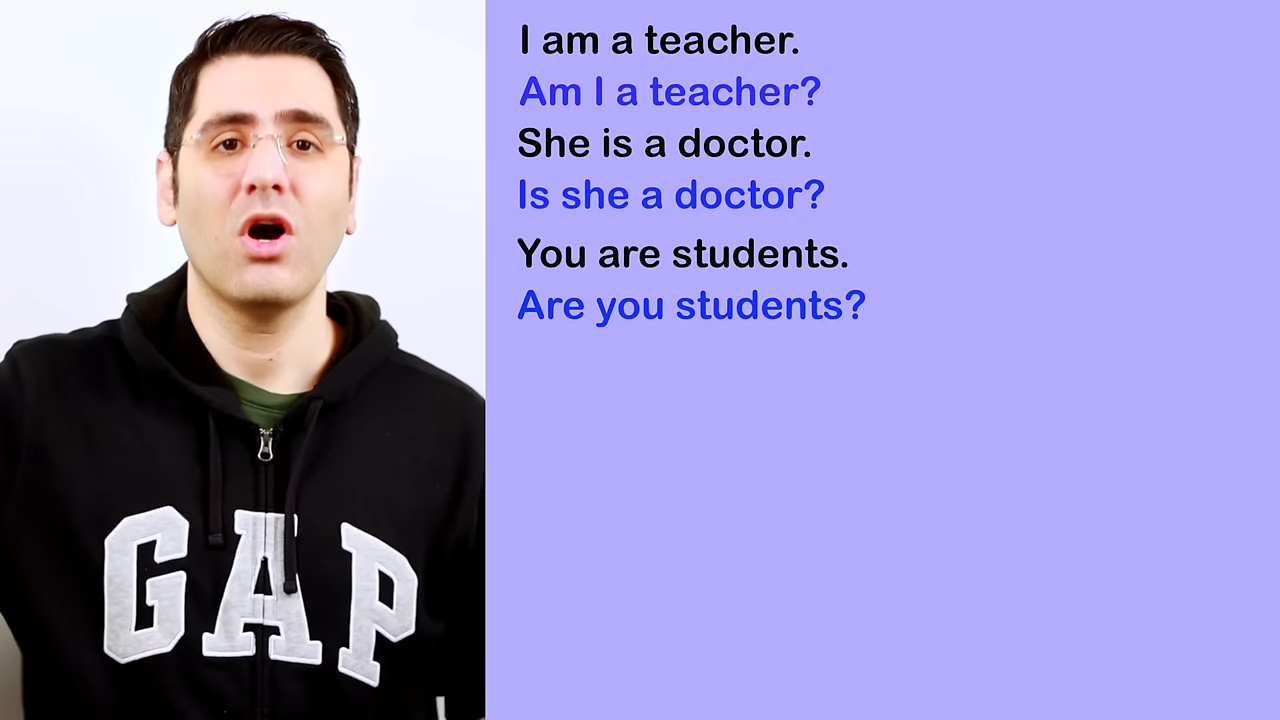 I am a teacher.
Am I a teacher?
She is a doctor.
Is she a doctor?
You are students.
Are you students?
GAP